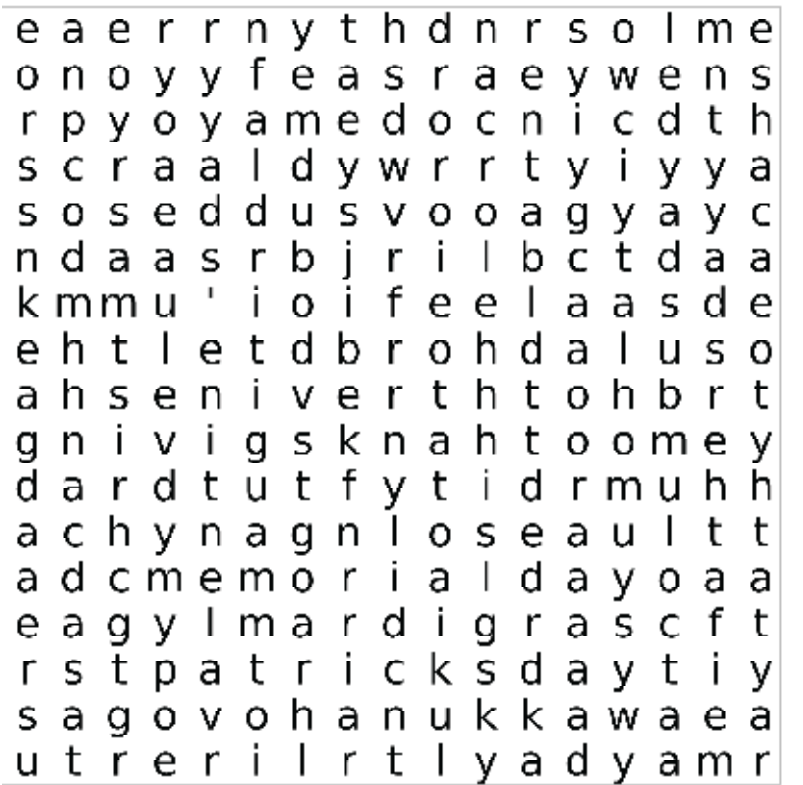 e a e r r n y t h d n r s o l m e
o n o y y f e a s r a e y w e n s
r p y o y a m e d o c n i c d t h
s c r a a l d y w r r t y i y y a
s o s e d d u s v o o a g y a y c
n d a a s r b j r i l b c t d a a
k m m u ' i o i f e e l a a s d e
e h t l e t d b r o h d a l u s o
a h s e n i v e r t h t o h b r t
g n i v i g s k n a h t o o m e y
d a r d t u t f y t i d r m u h h
a c h y n a g n l o s e a u l t t
a d c m e m o r i a l d a y o a a
e a g y l m a r d i g r a s c f t
r s t p a t r i c k s d a y t i y
s a g o v o h a n u k k a w a e a
u t r e r i l r t l y a d y a m r